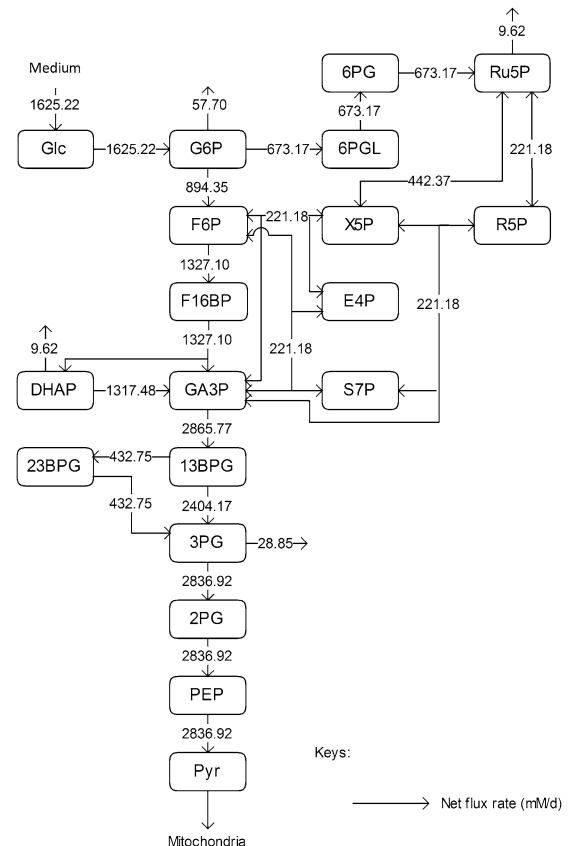 9.62
Medium
6PG
673.17
Ru5P
1625.22
57.70
673.17
Glc
1625.22
G6P
673.17
6PGL
221.18
894.35
442.37
F6P
221.18
X5P
R5P
1327.10
F16BP
E4P
221.18
9.62
1327.10
221.18
DHAP
1317.48
GA3P
S7P
2865.77
23BPG
432.75
13BPG
432.75
2404.17
3PG
28.85
2836.92
2PG
2836.92
PEP
2836.92
Keys:
Pyr
Net flux rate (mM/d)
Mitochondria